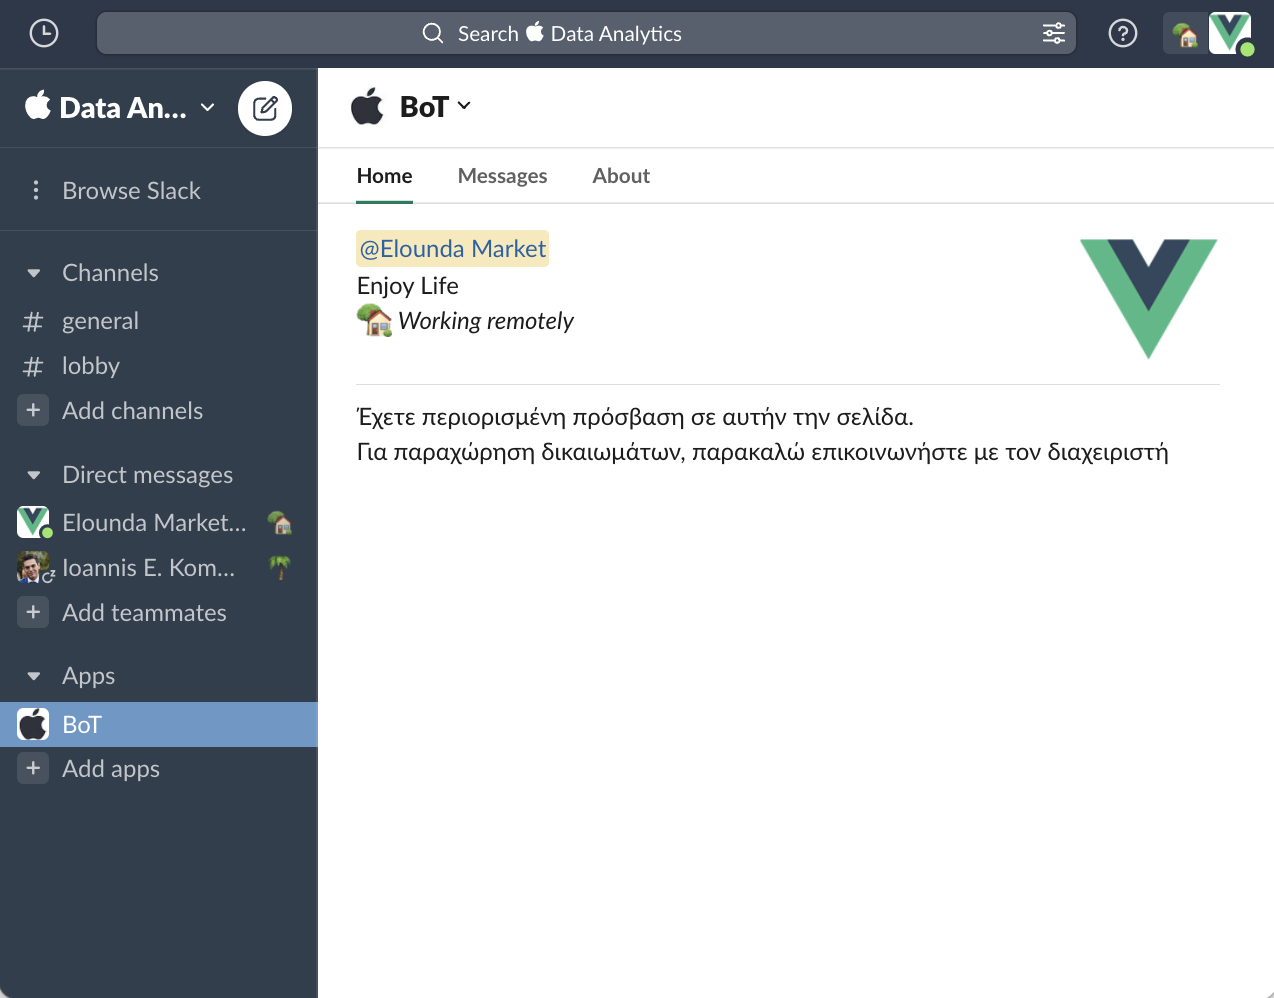 Search Data Analytics
Data An...
Browse Slack
Channels
# general
# lobby
+ Add channels
Direct messages
Elounda Market...
Ioannis E. Kom...
+ Add teammates
Apps
BoT
+ Add apps
BoT
Home Messages About
@Elounda Market
Enjoy Life
Working remotely
Έχετε περιορισμένη πρόσβαση σε αυτήν την σελίδα.
Για παραχώρηση δικαιωμάτων, παρακαλώ επικοινωνήστε με τον διαχειριστή